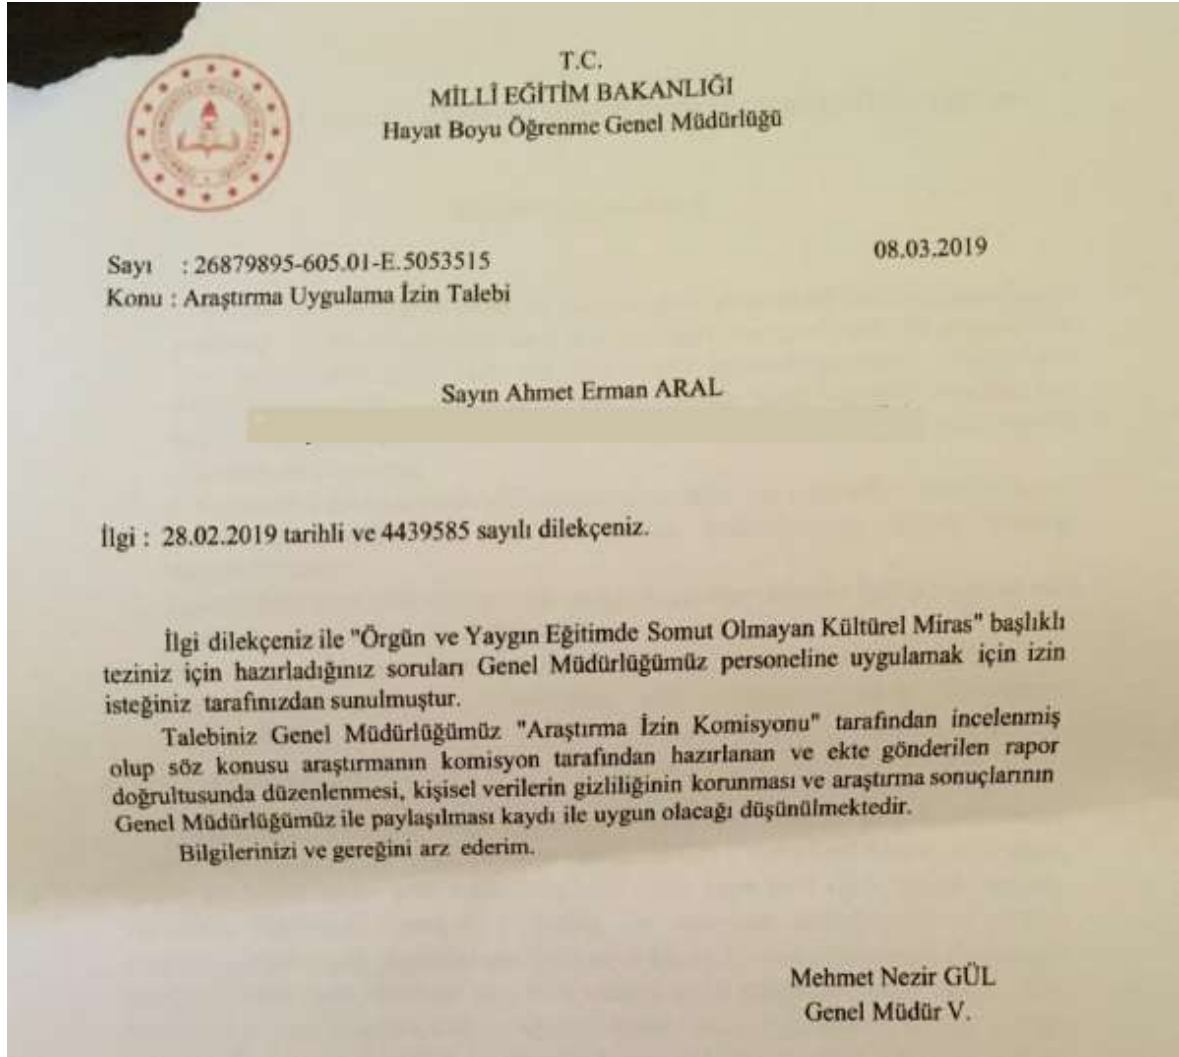 T.C.
MİLLÎ EĞİTİM BAKANLIĞI
Hayat Boyu Öğrenme Genel Müdürlüğü
Sayı : 26879895-605.01-E.5053515
08.03.2019
Konu : Araştırma Uygulama İzin Talebi
Sayın Ahmet Erman ARAL
İlgi : 28.02.2019 tarihli ve 4439585 sayılı dilekçeniz.
İlgi dilekçeniz ile "Örgün ve Yaygın Eğitimde Somut Olmayan Kültürel Miras" başlıklı
teziniz için hazırladığınız soruları Genel Müdürlüğümüz personeline uygulamak için izin
isteğiniz tarafınızdan sunulmuştur.
Talebiniz Genel Müdürlüğümüz "Araştırma İzin Komisyonu" tarafından incelenmiş
olup söz konusu araştırmanın komisyon tarafından hazırlanan ve ekte gönderilen rapor
doğrultusunda düzenlenmesi, kişisel verilerin gizliliğinin korunması ve araştırma sonuçlarının
Genel Müdürlüğümüz ile paylaşılması kaydı ile uygun olacağı düşünülmektedir.
Bilgilerinizi ve gereğini arz ederim.
Mehmet Nezir GÜL
Genel Müdür V.